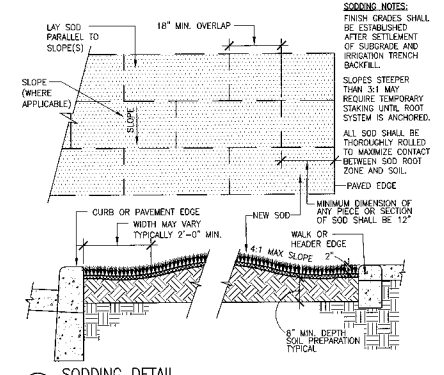 LAY SOD
PARALLEL TO
SLOPE(S)
18" MIN. OVERLAP
SLOPE
(WHERE
APPLICABLE)
SLOPE
SODDING NOTES:
FINISH GRADES SHALL
BE ESTABLISHED
AFTER SETTLEMENT
OF SUBGRADE AND
IRRIGATION TRENCH
BACKFILL.
SLOPES STEEPER
THAN 3:1 MAY
REQUIRE TEMPORARY
STAKING UNTIL ROOT
SYSTEM IS ANCHORED.
ALL SOD SHALL BE
THOROUGHLY ROLLED
TO MAXIMIZE CONTACT
BETWEEN SOD ROOT
ZONE AND SOIL.
PAVED EDGE
MINIMUM DIMENSION OF
ANY PIECE OR SECTION
OF SOD SHALL BE 12"
CURB OR PAVEMENT EDGE
WIDTH MAY VARY
TYPICALLY 2'-0" MIN.
NEW SOD
WALK OR
HEADER EDGE
4:1 MAX SLOPE
2"
8" MIN. DEPTH
SOIL PREPARATION
TYPICAL
SODDING DETAIL